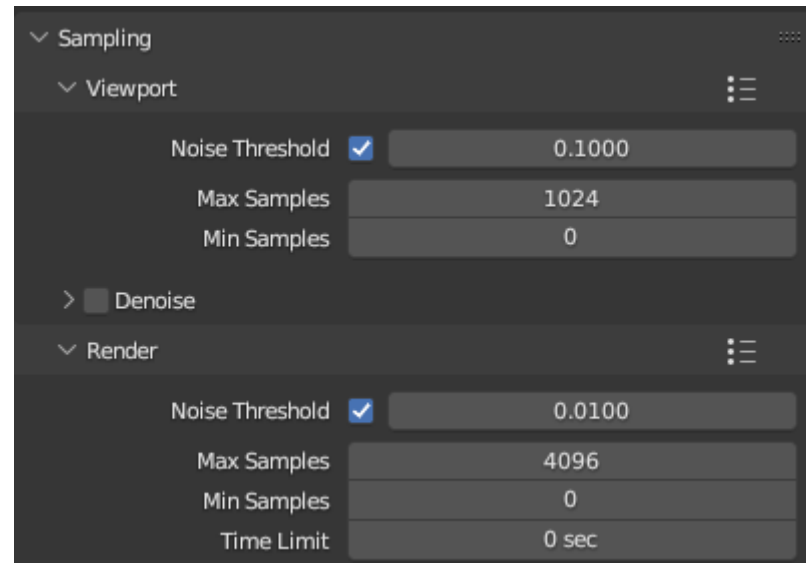 Sampling
Viewport
Noise Threshold 0.1000
Max Samples 1024
Min Samples 0
Denoise
Render
Noise Threshold 0.0100
Max Samples 4096
Min Samples 0
Time Limit 0 sec